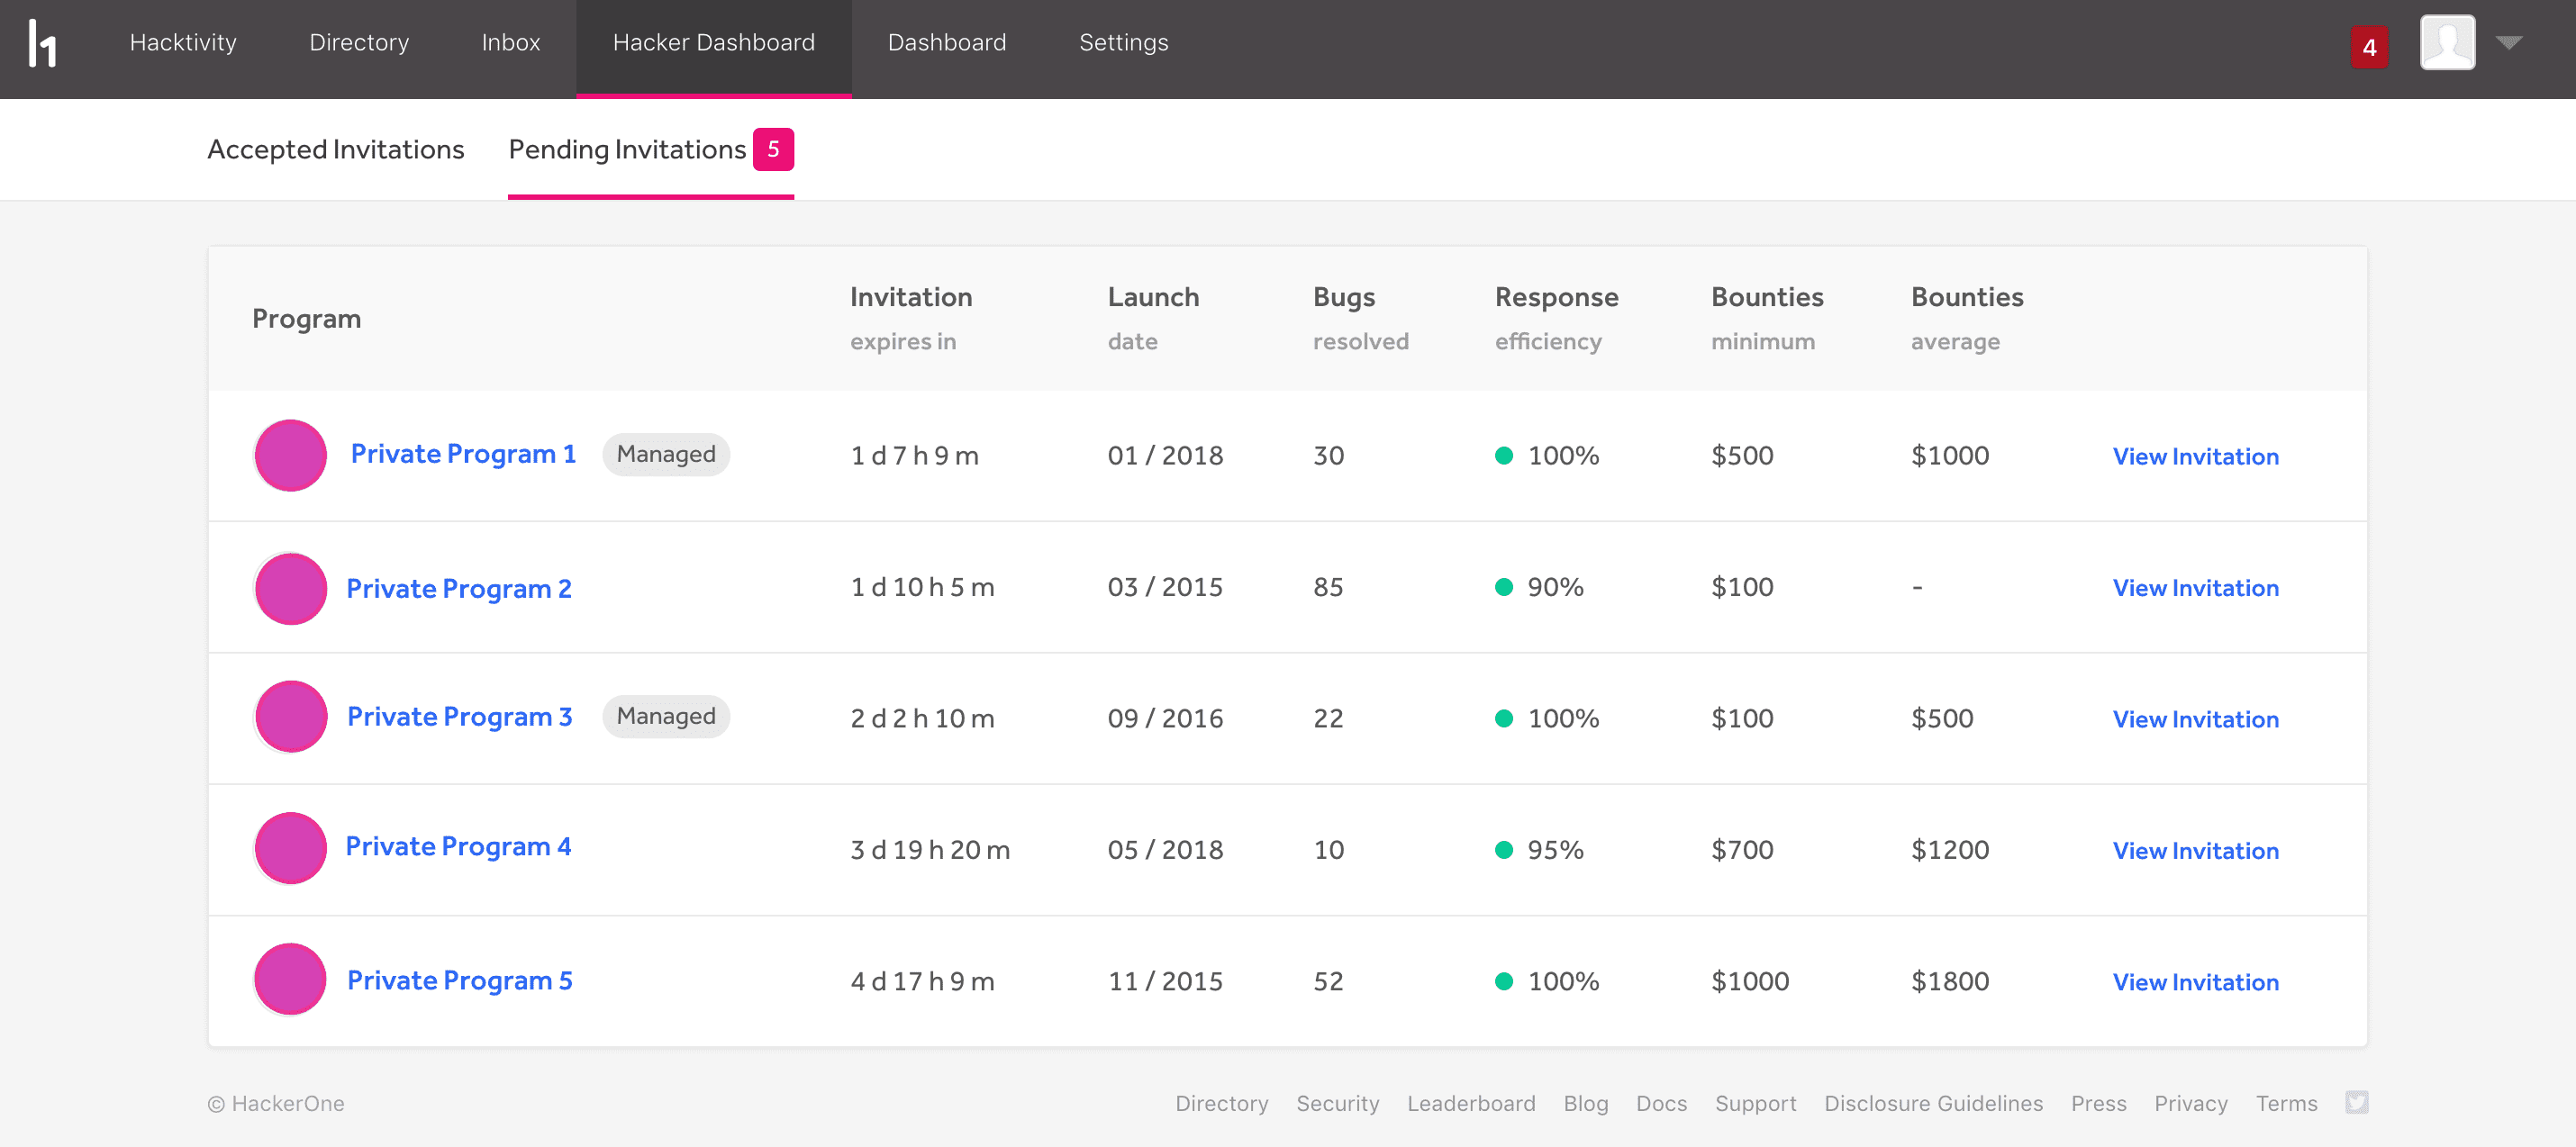 h1 Hacktivity Directory Inbox Hacker Dashboard Dashboard Settings 4
Accepted Invitations Pending Invitations 5
Program Invitation Launch Bugs Response Bounties Bounties
expires in date resolved efficiency minimum average
Private Program 1 Managed 1 d 7 h 9 m 01 / 2018 30 100% $500 $1000 View Invitation
Private Program 2 1 d 10 h 5 m 03 / 2015 85 90% $100 - View Invitation
Private Program 3 Managed 2 d 2 h 10 m 09 / 2016 22 100% $100 $500 View Invitation
Private Program 4 3 d 19 h 20 m 05 / 2018 10 95% $700 $1200 View Invitation
Private Program 5 4 d 17 h 9 m 11 / 2015 52 100% $1000 $1800 View Invitation
© HackerOne Directory Security Leaderboard Blog Docs Support Disclosure Guidelines Press Privacy Terms